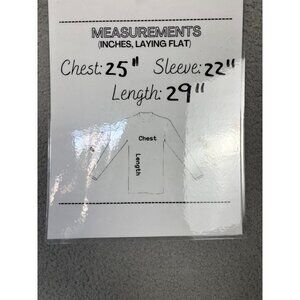 MEASUREMENTS
(INCHES, LAYING FLAT)
Chest: 25" Sleeve: 22"
Length: 29"
Chest
Length